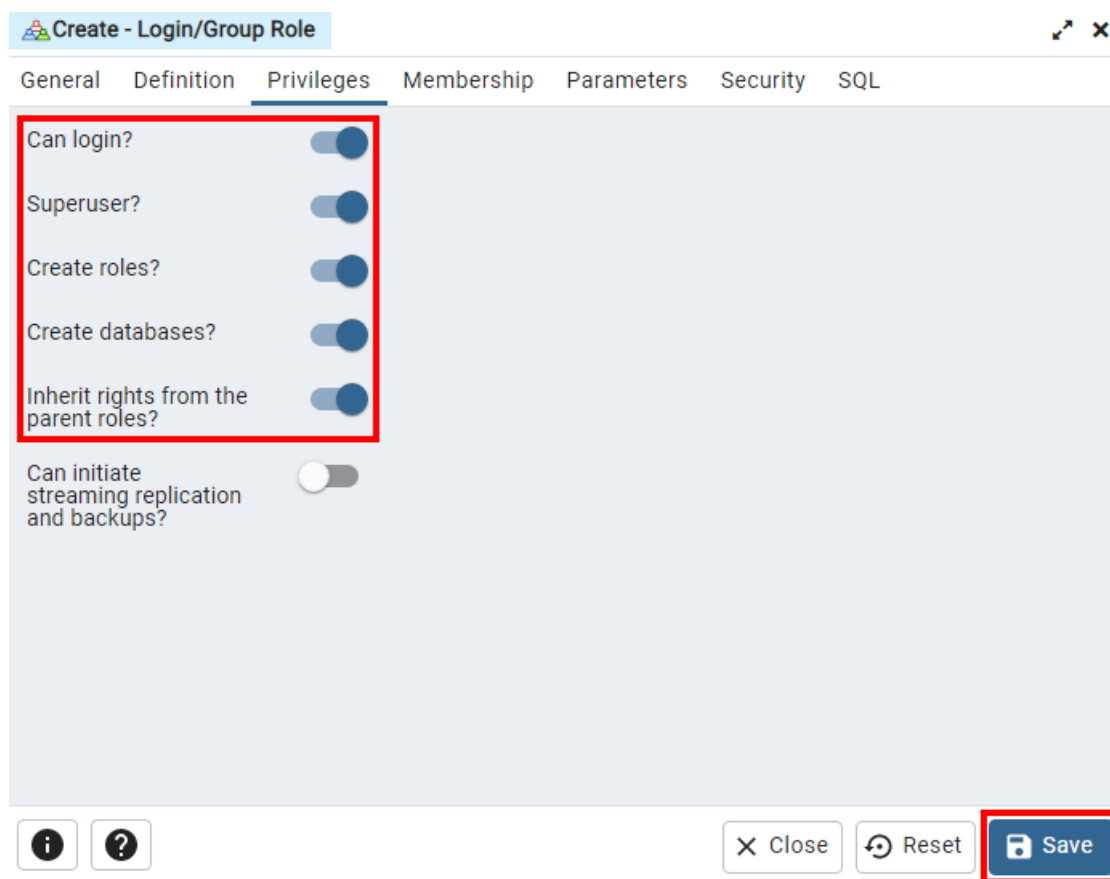 Create - Login/Group Role
General Definition Privileges Membership Parameters Security SQL
Can login?
Superuser?
Create roles?
Create databases?
Inherit rights from the
parent roles?
Can initiate
streaming replication
and backups?
Close Reset Save